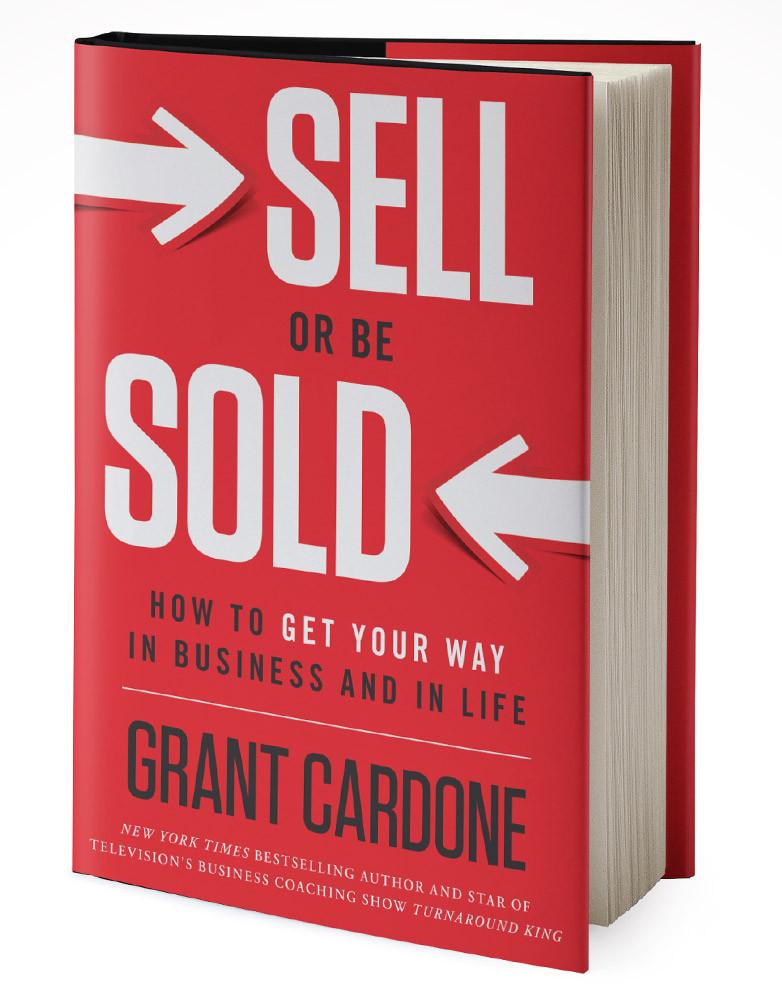 SELL
OR BE
SOLD
HOW TO GET YOUR WAY
IN BUSINESS AND IN LIFE
GRANT CARDONE
NEW YORK TIMES BESTSELLING AUTHOR AND STAR OF
TELEVISION'S BUSINESS COACHING SHOW TURNAROUND KING